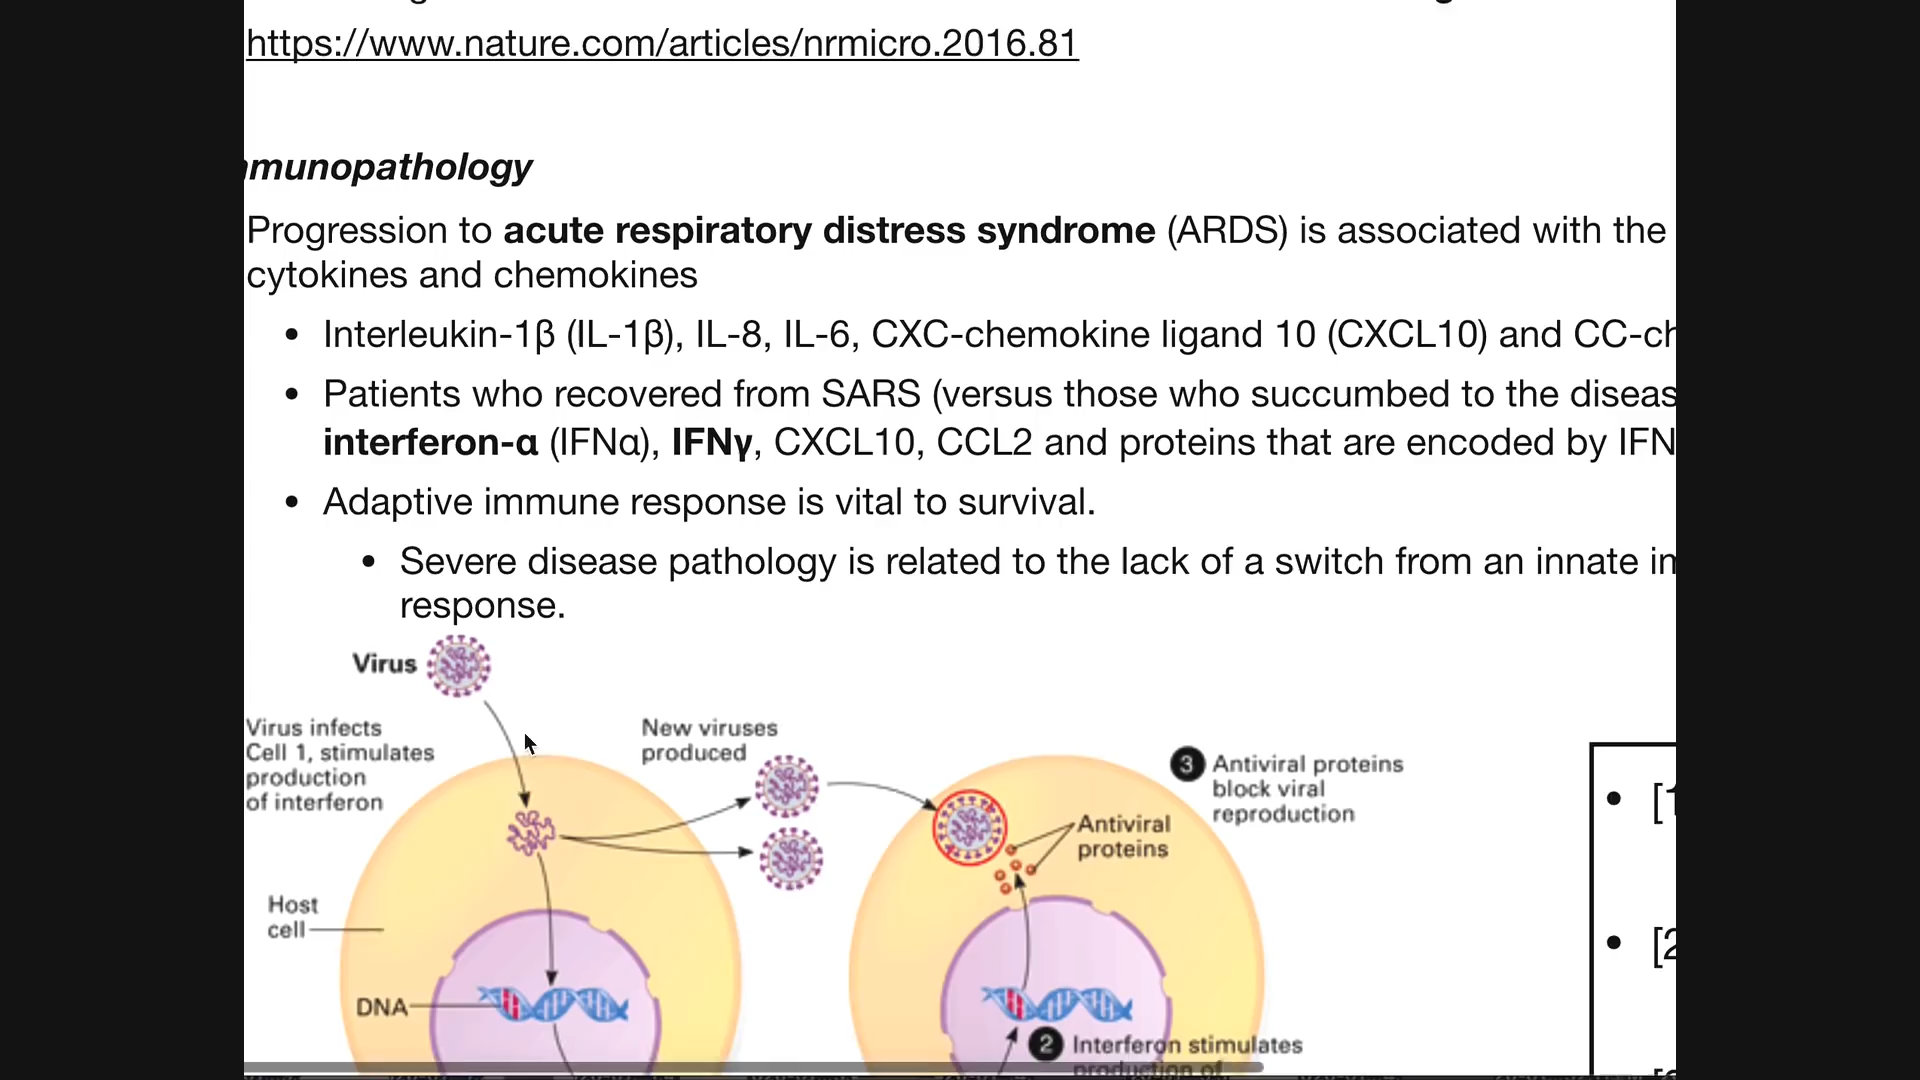 https://www.nature.com/articles/nrmicro.2016.81
munopathology
Progression to acute respiratory distress syndrome (ARDS) is associated with the
cytokines and chemokines
• Interleukin-1β (IL-1β), IL-8, IL-6, CXC-chemokine ligand 10 (CXCL10) and CC-ch
• Patients who recovered from SARS (versus those who succumbed to the diseas
interferon-α (IFNα), IFNγ, CXCL10, CCL2 and proteins that are encoded by IFN
• Adaptive immune response is vital to survival.
• Severe disease pathology is related to the lack of a switch from an innate im
response.
Virus
Virus infects
Cell 1, stimulates
production
of interferon
New viruses
produced
3 Antiviral proteins
block viral
reproduction
Antiviral
proteins
Host
cell
DNA
2 Interferon stimulates
production of
• [1
• [2